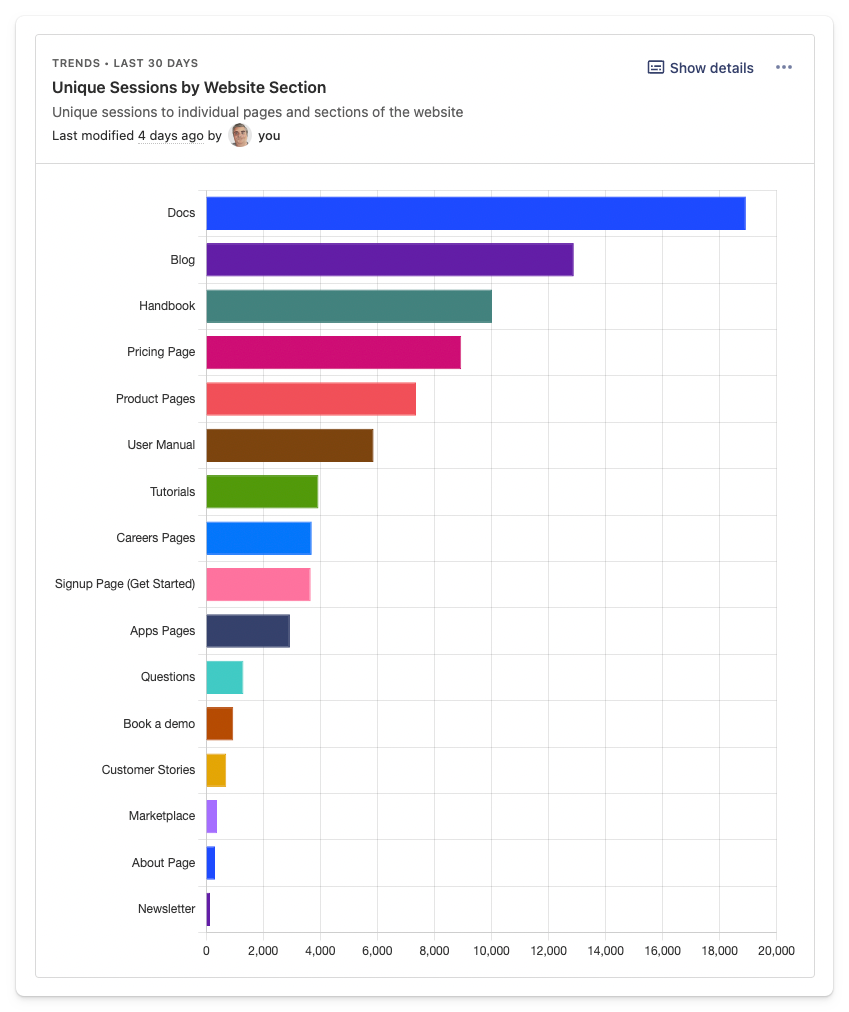 TRENDS • LAST 30 DAYS
Show details
Unique Sessions by Website Section
Unique sessions to individual pages and sections of the website
Last modified 4 days ago by you
Docs
Blog
Handbook
Pricing Page
Product Pages
User Manual
Tutorials
Careers Pages
Signup Page (Get Started)
Apps Pages
Questions
Book a demo
Customer Stories
Marketplace
About Page
Newsletter
0 2,000 4,000 6,000 8,000 10,000 12,000 14,000 16,000 18,000 20,000